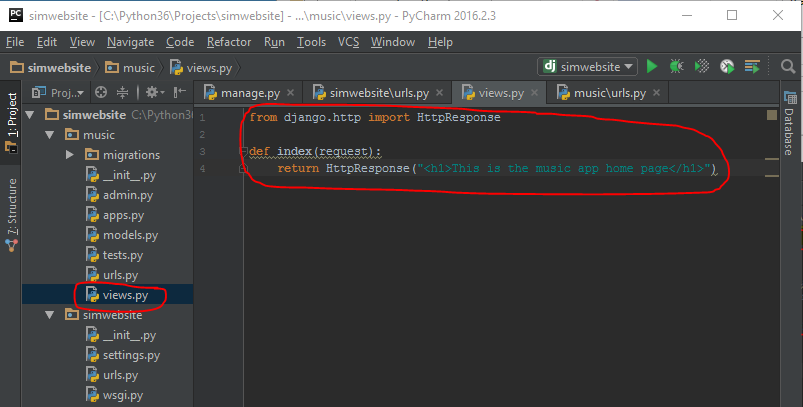 PC simwebsite - [C:\Python36\Projects\simwebsite] - ...\music\views.py - PyCharm 2016.2.3
File Edit View Navigate Code Refactor Run Tools VCS Window Help
simwebsite music views.py dj simwebsite
1: Project
7: Structure
Proj..
manage.py simwebsite\urls.py views.py music\urls.py
Database
simwebsite C:\Python36
music
migrations
__init__.py
admin.py
apps.py
models.py
tests.py
urls.py
views.py
simwebsite
__init__.py
settings.py
urls.py
wsgi.py
1 from django.http import HttpResponse
2
3 def index(request):
4 return HttpResponse("<h1>This is the music app home page</h1>")